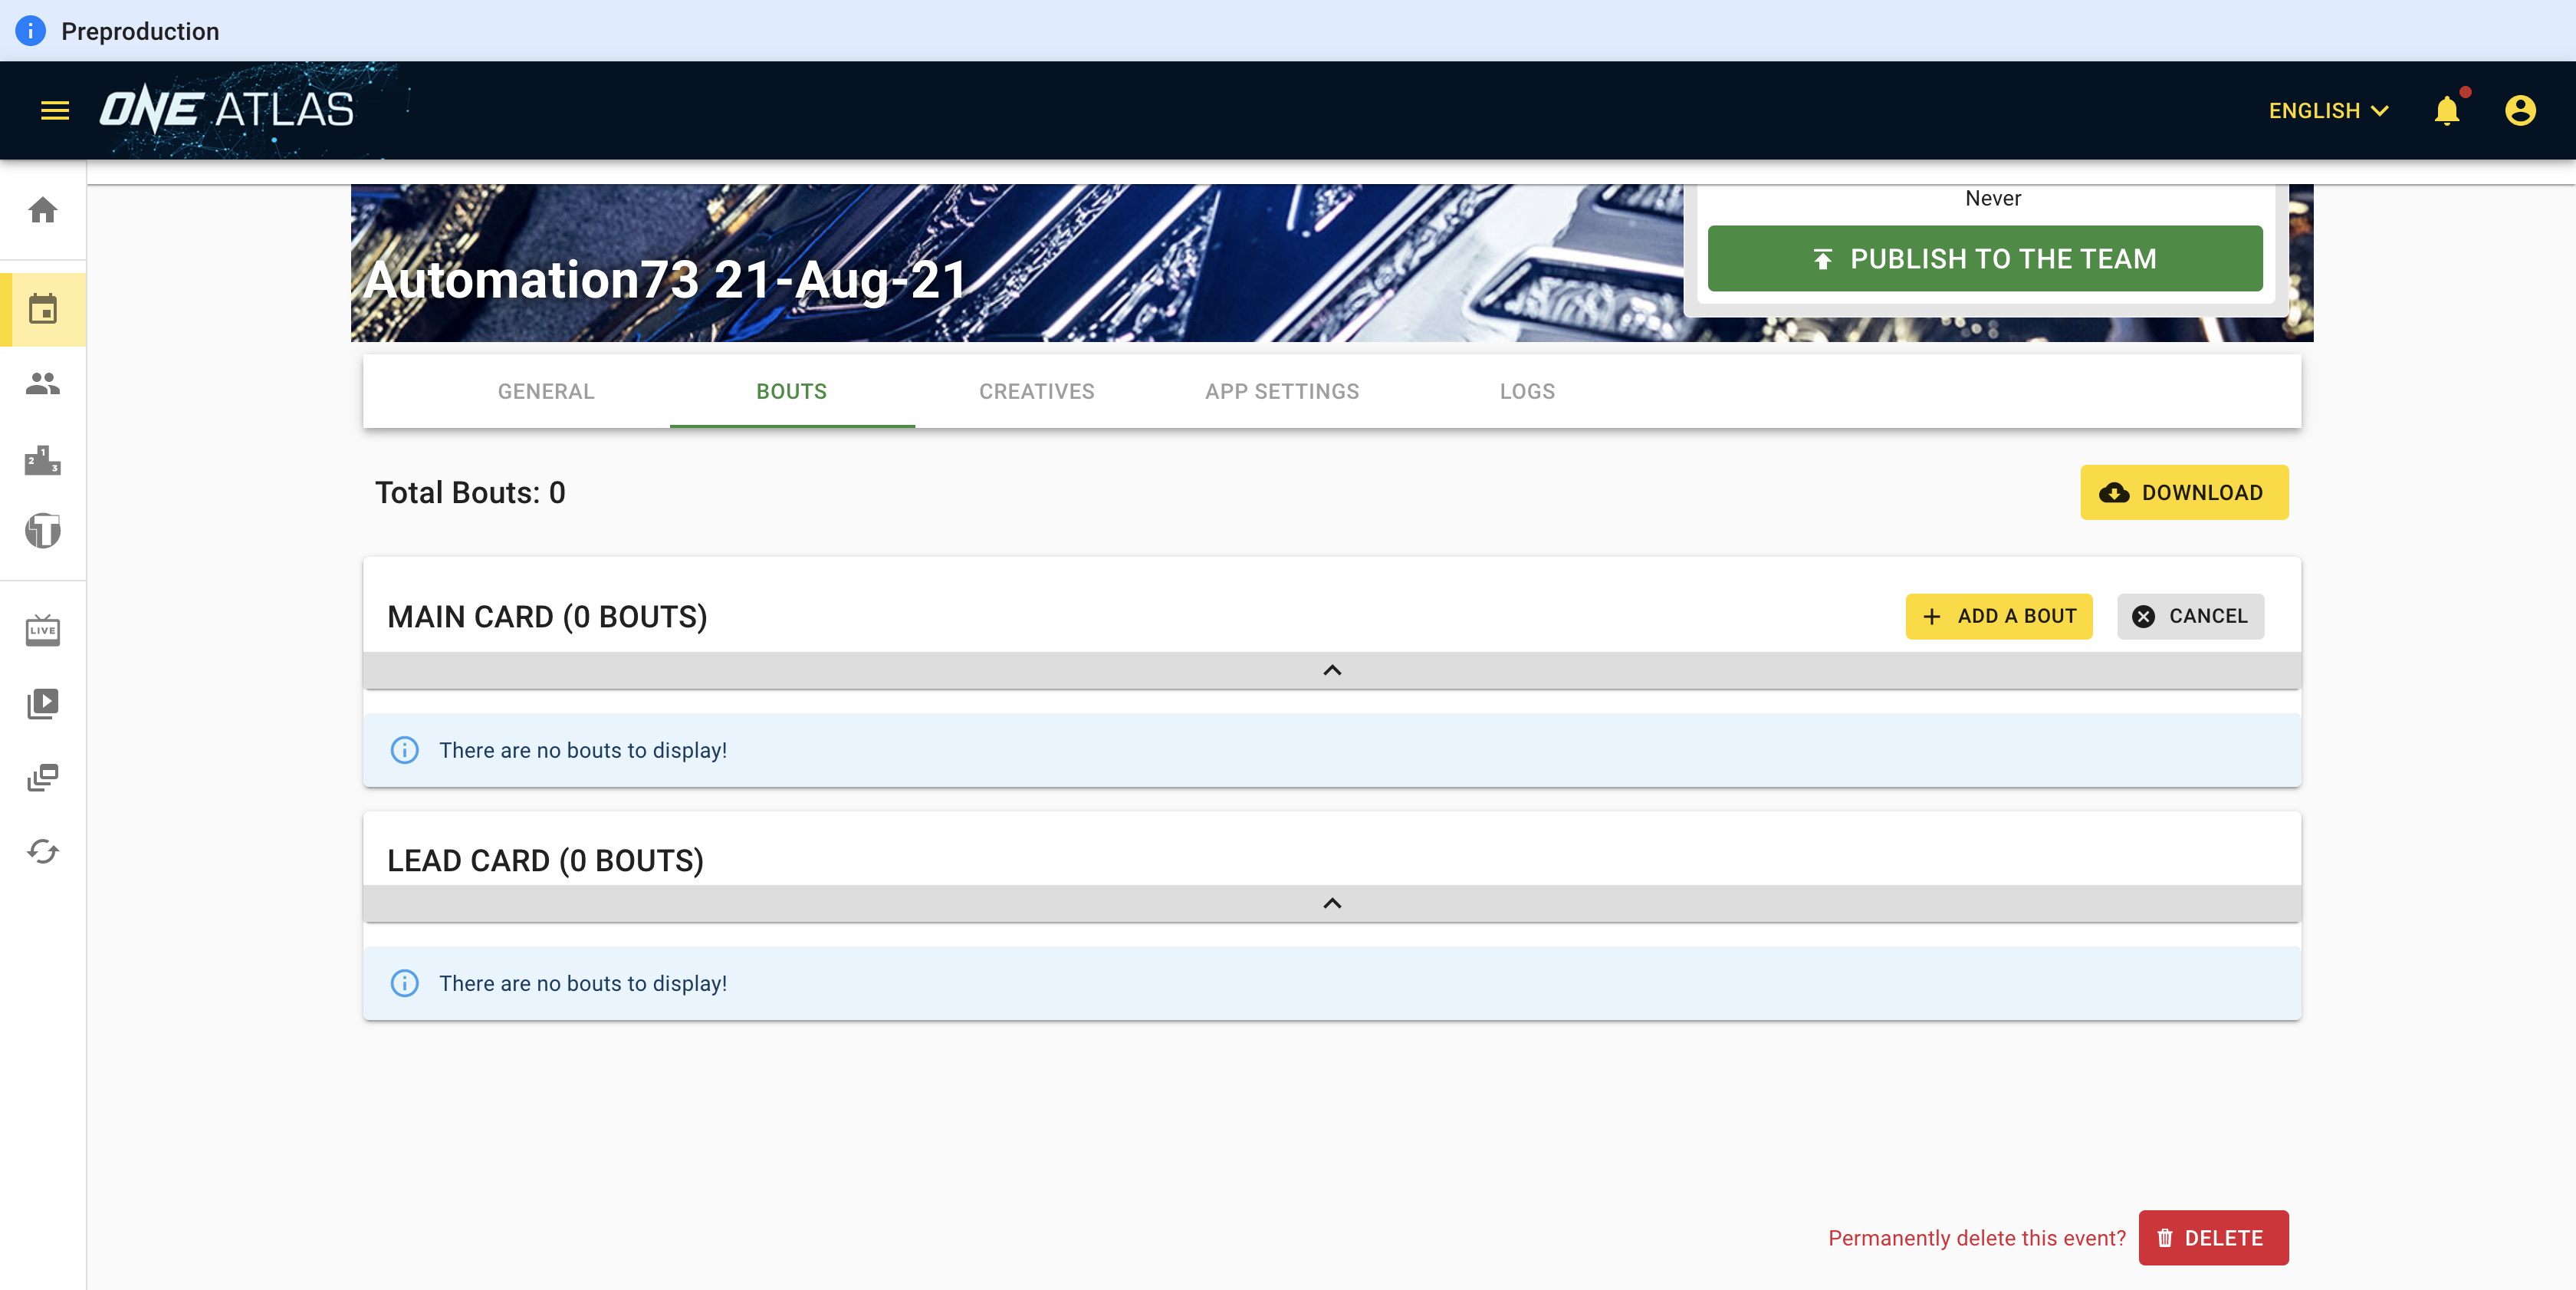 Preproduction
ONE ATLAS
ENGLISH
Never
PUBLISH TO THE TEAM
Automation73 21-Aug-21
GENERAL
BOUTS
CREATIVES
APP SETTINGS
LOGS
Total Bouts: 0
DOWNLOAD
MAIN CARD (0 BOUTS)
ADD A BOUT
CANCEL
There are no bouts to display!
LEAD CARD (0 BOUTS)
There are no bouts to display!
LIVE
Permanently delete this event?
DELETE